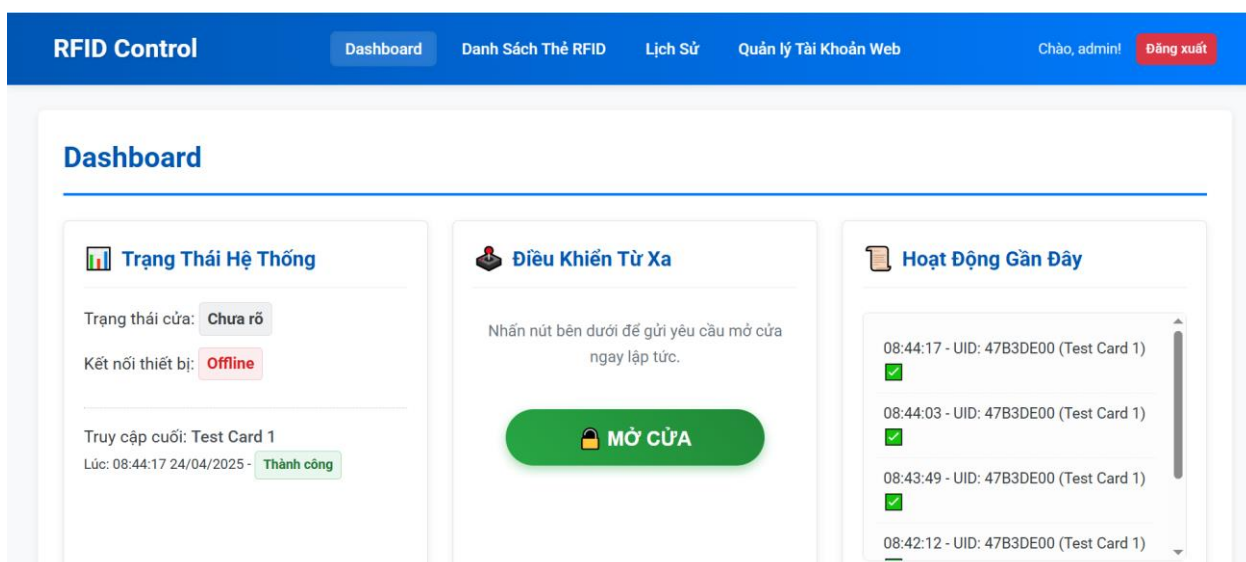 RFID Control
Dashboard
Danh Sách Thẻ RFID
Lịch Sử
Quản lý Tài Khoản Web
Chào, admin!
Đăng xuất
Dashboard
Trạng Thái Hệ Thống
Trạng thái cửa: Chưa rõ
Kết nối thiết bị: Offline
Truy cập cuối: Test Card 1
Lúc: 08:44:17 24/04/2025 - Thành công
Điều Khiển Từ Xa
Nhấn nút bên dưới để gửi yêu cầu mở cửa
ngay lập tức.
MỞ CỬA
Hoạt Động Gần Đây
08:44:17 - UID: 47B3DE00 (Test Card 1)
08:44:03 - UID: 47B3DE00 (Test Card 1)
08:43:49 - UID: 47B3DE00 (Test Card 1)
08:42:12 - UID: 47B3DE00 (Test Card 1)